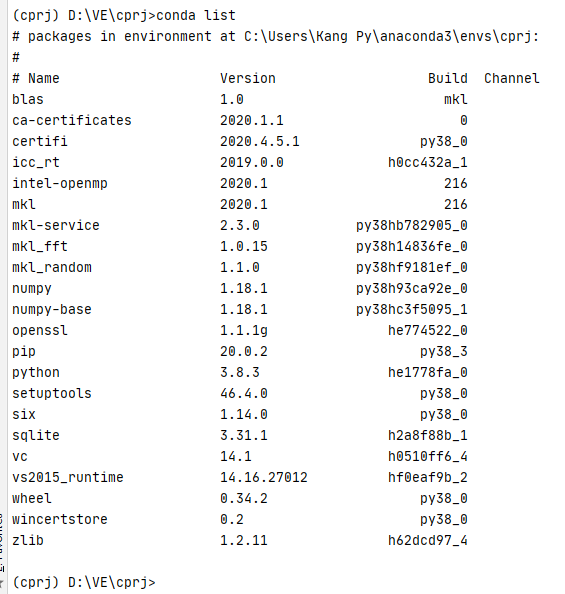 (cprj) D:\VE\cprj>conda list
# packages in environment at C:\Users\Kang Py\anaconda3\envs\cprj:
#
# Name                    Version                   Build  Channel
blas                      1.0                         mkl
ca-certificates           2020.1.1                      0
certifi                   2020.4.5.1               py38_0
icc_rt                    2019.0.0             h0cc432a_1
intel-openmp              2020.1                      216
mkl                       2020.1                      216
mkl-service               2.3.0            py38hb782905_0
mkl_fft                   1.0.15           py38h14836fe_0
mkl_random                1.1.0            py38hf9181ef_0
numpy                     1.18.1           py38h93ca92e_0
numpy-base                1.18.1           py38hc3f5095_1
openssl                   1.1.1g               he774522_0
pip                       20.0.2                   py38_3
python                    3.8.3                he1778fa_0
setuptools                46.4.0                   py38_0
six                       1.14.0                   py38_0
sqlite                    3.31.1               h2a8f88b_1
vc                        14.1                 h0510ff6_4
vs2015_runtime            14.16.27012          hf0eaf9b_2
wheel                     0.34.2                   py38_0
wincertstore              0.2                      py38_0
zlib                      1.2.11               h62dcd97_4
(cprj) D:\VE\cprj>